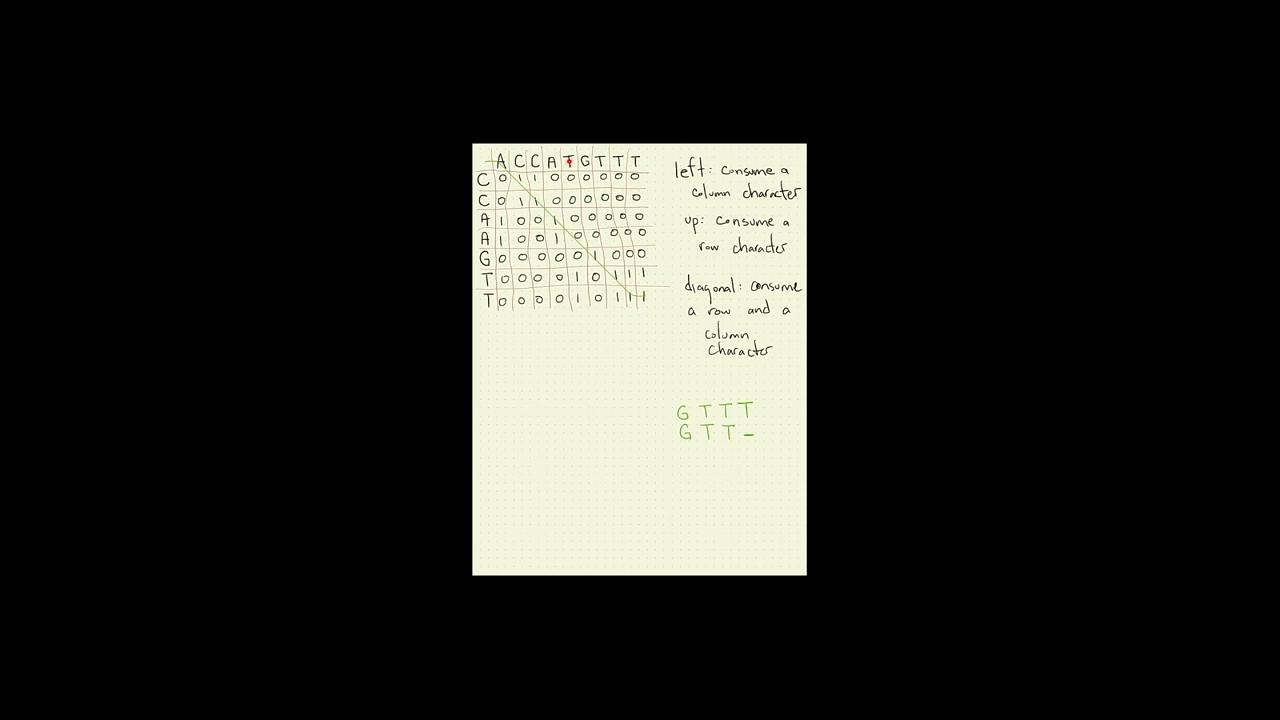 A C C A T G T T T
C 0 1 1 0 0 0 0 0 0
C 0 1 1 0 0 0 0 0 0
A 1 0 0 1 0 0 0 0 0
A 1 0 0 1 0 0 0 0 0
G 0 0 0 0 0 1 0 0 0
T 0 0 0 0 1 0 1 1 1
T 0 0 0 0 1 0 1 1 1
left: consume a
column character
up: consume a
row character
diagonal: consume
a row and a
column
character
G T T T
G T T -